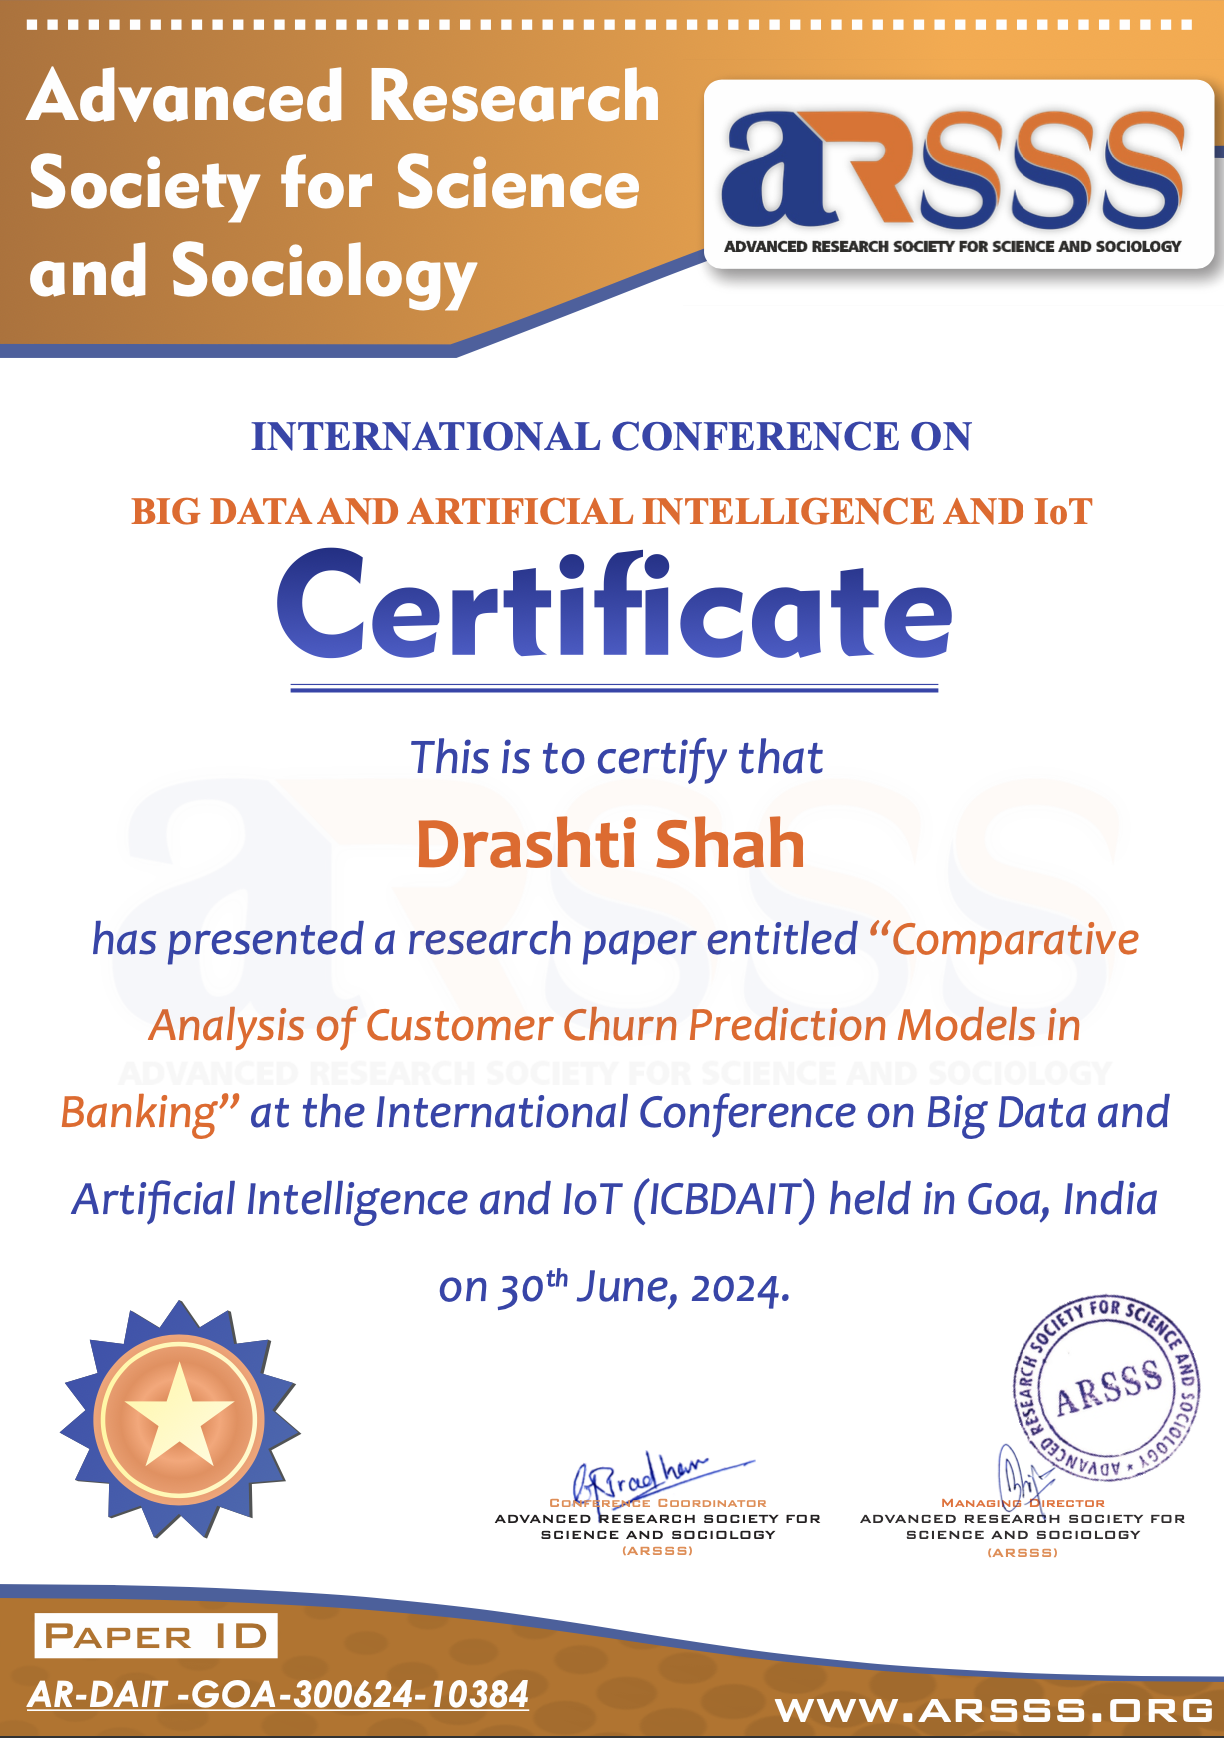 Advanced Research
Society for Science
and Sociology
aRSSS
ADVANCED RESEARCH SOCIETY FOR SCIENCE AND SOCIOLOGY
INTERNATIONAL CONFERENCE ON
BIG DATA AND ARTIFICIAL INTELLIGENCE AND IoT
Certificate
This is to certify that
Drashti Shah
has presented a research paper entitled “Comparative
Analysis of Customer Churn Prediction Models in
ADVANCED RESEARCH SOCIETY FOR SCIENCE AND SOCIOLOGY
Banking” at the International Conference on Big Data and
Artificial Intelligence and IoT (ICBDAIT) held in Goa, India
on 30th June, 2024.
ADVANCED RESEARCH SOCIETY FOR SCIENCE AND SOCIOLOGY *
ARSSS
Pradhan
CONFERENCE COORDINATOR
ADVANCED RESEARCH SOCIETY FOR
SCIENCE AND SOCIOLOGY
(ARSSS)
MANAGING DIRECTOR
ADVANCED RESEARCH SOCIETY FOR
SCIENCE AND SOCIOLOGY
(ARSSS)
PAPER ID
AR-DAIT -GOA-300624-10384
WWW.ARSSS.ORG